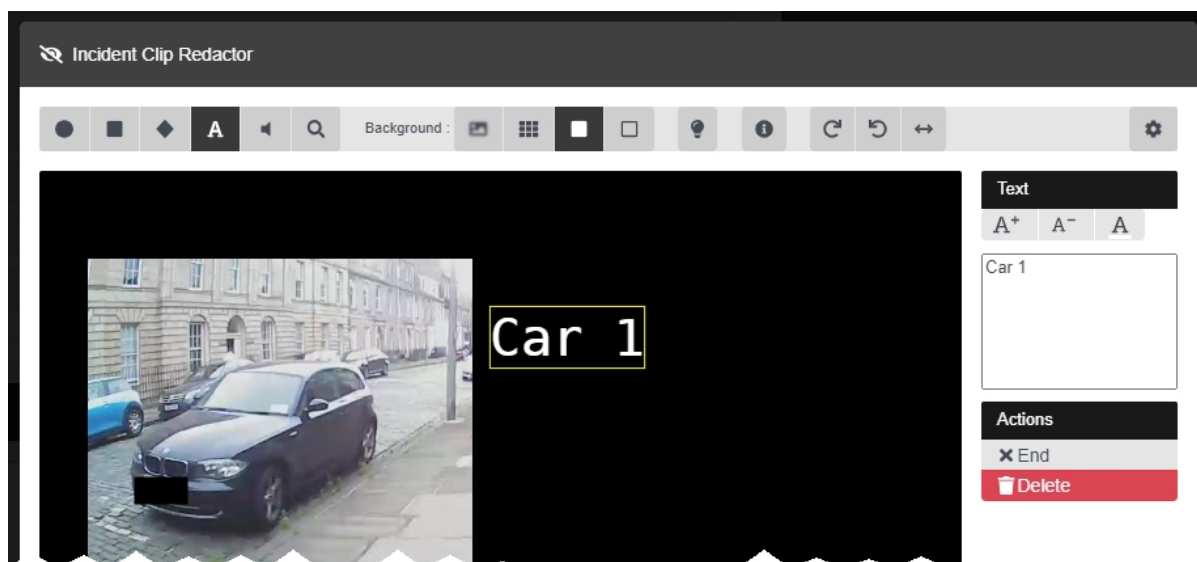 Incident Clip Redactor
A Background :
Text
A+ A− A
Car 1
Car 1
Actions
End
Delete